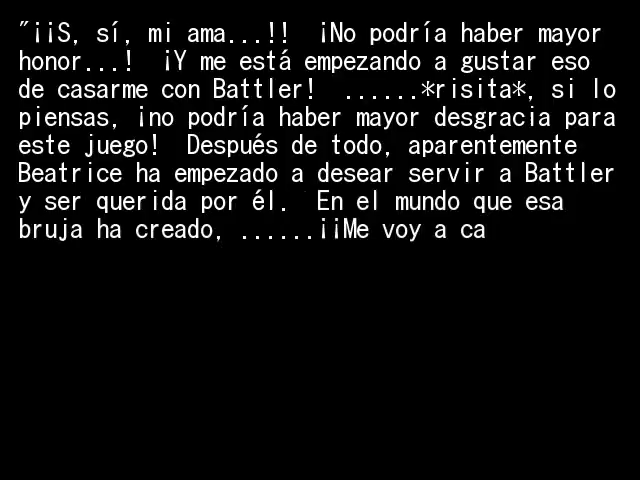 "¡¡S, sí, mi ama...!!  ¡No podría haber mayor
honor...!  ¡Y me está empezando a gustar eso
de casarme con Battler!  ......*risita*, si lo
piensas, ¡no podría haber mayor desgracia para
este juego!  Después de todo, aparentemente
Beatrice ha empezado a desear servir a Battler
y ser querida por él.  En el mundo que esa
bruja ha creado, ......¡¡Me voy a ca